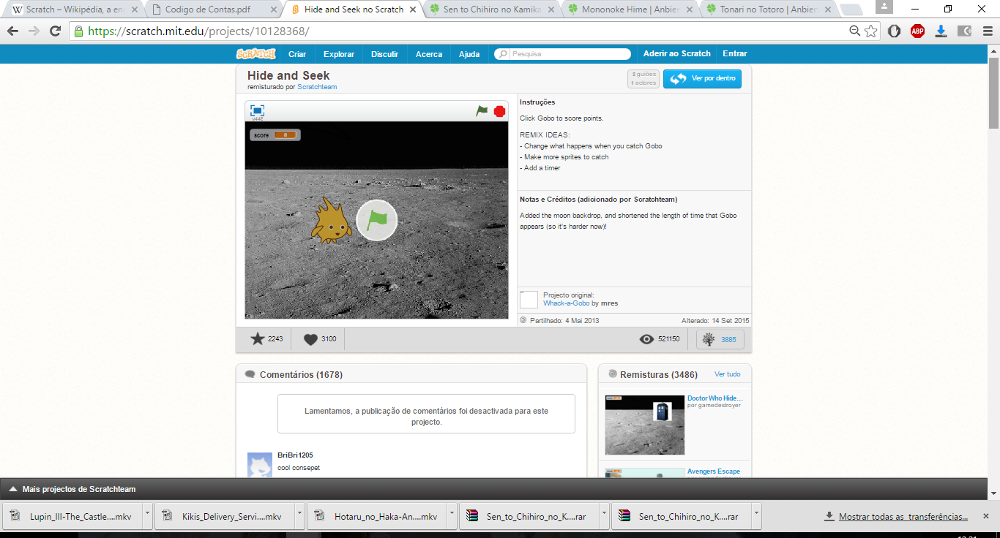 Scratch – Wikipédia, a en
Codigo de Contas.pdf
Hide and Seek no Scratch
Sen to Chihiro no Kamika
Mononoke Hime | Anbien
Tonari no Totoro | Anbien
https://scratch.mit.edu/projects/10128368/
ABP
SCRATCH
Criar
Explorar
Discutir
Acerca
Ajuda
Pesquisa
Aderir ao Scratch
Entrar
Hide and Seek
remisturado por Scratchteam
2 guiões
1 actores
Ver por dentro
v446
score
Instruções
Click Gobo to score points.
REMIX IDEAS:
- Change what happens when you catch Gobo
- Make more sprites to catch
- Add a timer
Notas e Créditos (adicionado por Scratchteam)
Added the moon backdrop, and shortened the length of time that Gobo
appears (so it's harder now)!
Projecto original:
Whack-a-Gobo by mres
Partilhado: 4 Mai 2013
Alterado: 14 Set 2015
2243
3100
521150
3885
Comentários (1678)
Lamentamos, a publicação de comentários foi desactivada para este
projecto.
BriBri1205
cool consepet
Remisturas (3486)
Ver tudo
Doctor Who Hide...
por gamedestroyer
Avengers Escape
Mais projectos de Scratchteam
Lupin_III-The_Castle....mkv
Kikis_Delivery_Servi....mkv
Hotaru_no_Haka-An....mkv
Sen_to_Chihiro_no_K....rar
Sen_to_Chihiro_no_K....rar
Mostrar todas as transferências...